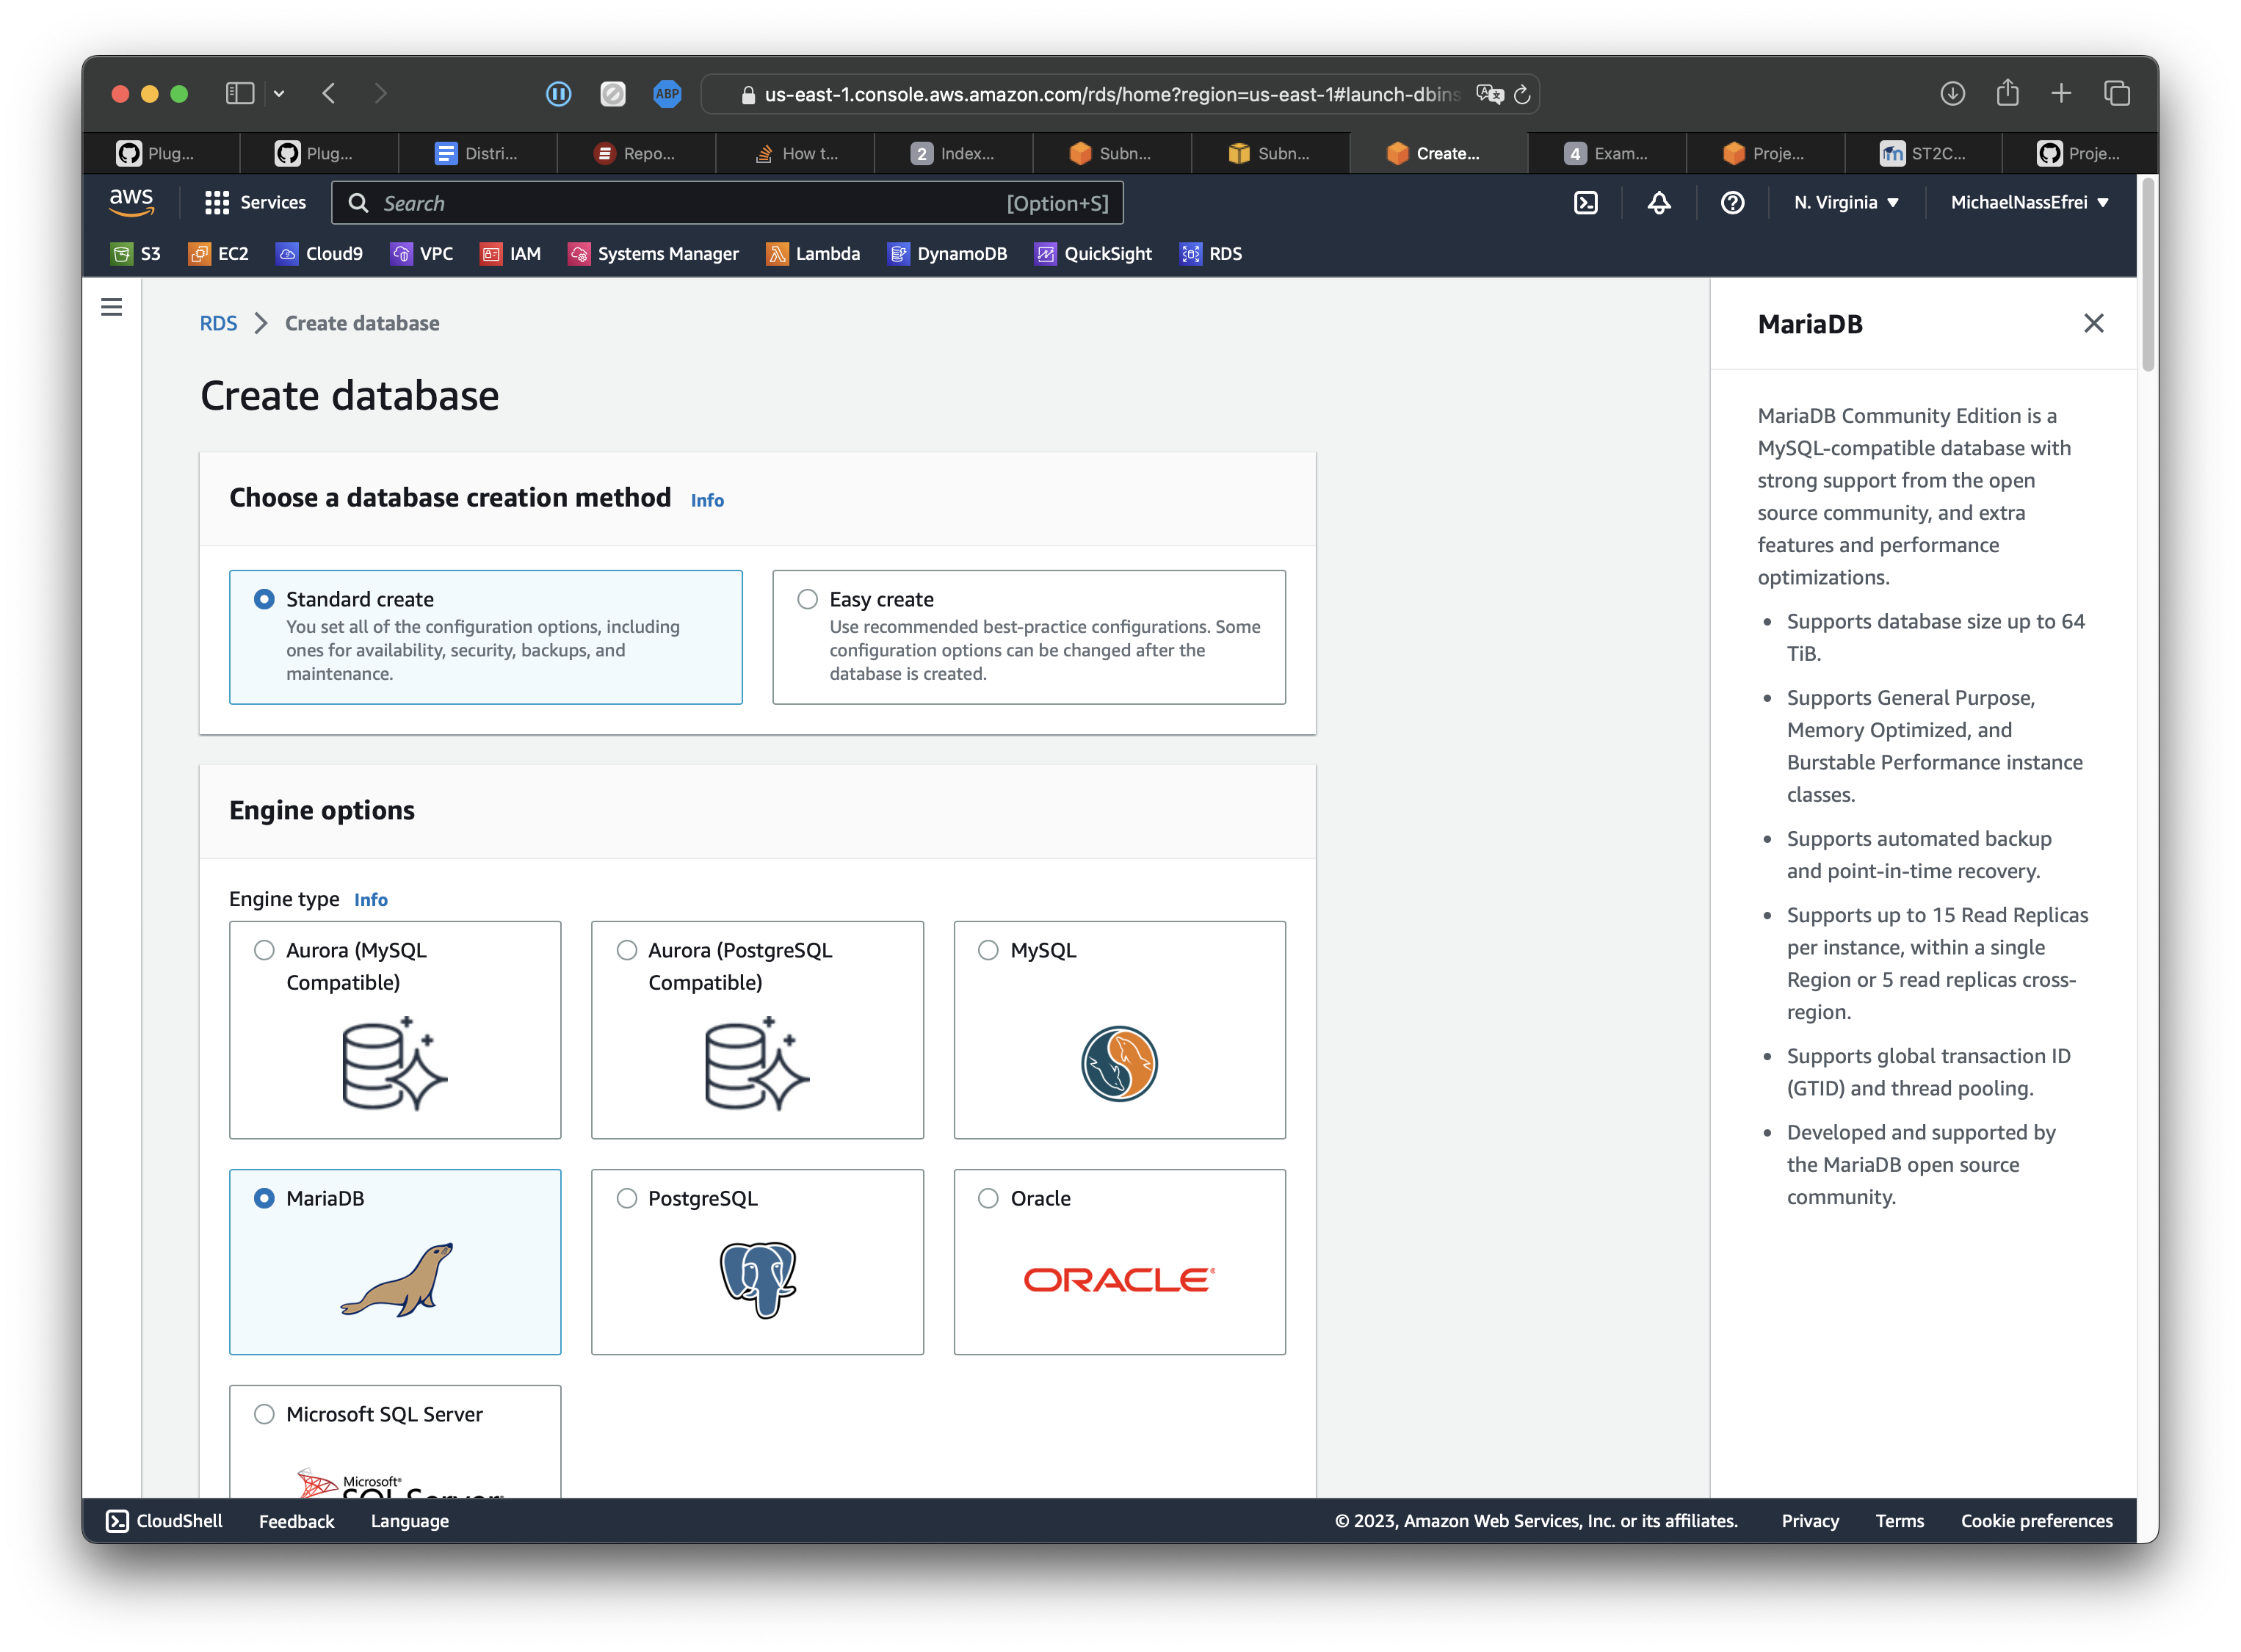 ABP
us-east-1.console.aws.amazon.com/rds/home?region=us-east-1#launch-dbins
Plug...
Plug...
Distri...
Repo...
How t...
2 Index...
Subn...
Subn...
Create...
4 Exam...
Proje...
ST2C...
Proje...
aws
Services
Search
[Option+S]
N. Virginia
MichaelNassEfrei
S3
EC2
Cloud9
VPC
IAM
Systems Manager
Lambda
DynamoDB
QuickSight
RDS
RDS > Create database
Create database
Choose a database creation method Info
Standard create
You set all of the configuration options, including
ones for availability, security, backups, and
maintenance.
Easy create
Use recommended best-practice configurations. Some
configuration options can be changed after the
database is created.
Engine options
Engine type Info
Aurora (MySQL
Compatible)
Aurora (PostgreSQL
Compatible)
MySQL
MariaDB
PostgreSQL
Oracle
ORACLE
Microsoft SQL Server
Microsoft
SQL Server
MariaDB
MariaDB Community Edition is a
MySQL-compatible database with
strong support from the open
source community, and extra
features and performance
optimizations.
• Supports database size up to 64
TiB.
• Supports General Purpose,
Memory Optimized, and
Burstable Performance instance
classes.
• Supports automated backup
and point-in-time recovery.
• Supports up to 15 Read Replicas
per instance, within a single
Region or 5 read replicas cross-
region.
• Supports global transaction ID
(GTID) and thread pooling.
• Developed and supported by
the MariaDB open source
community.
CloudShell
Feedback
Language
© 2023, Amazon Web Services, Inc. or its affiliates.
Privacy
Terms
Cookie preferences